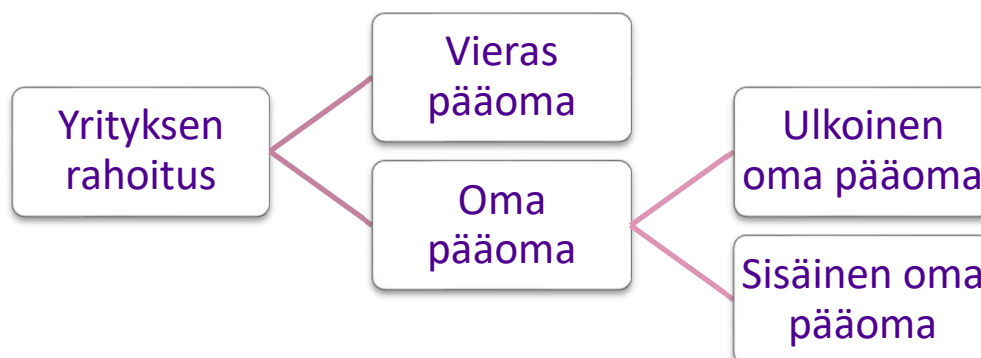 Yrityksen
rahoitus
Vieras
pääoma
Oma
pääoma
Ulkoinen
oma pääoma
Sisäinen oma
pääoma